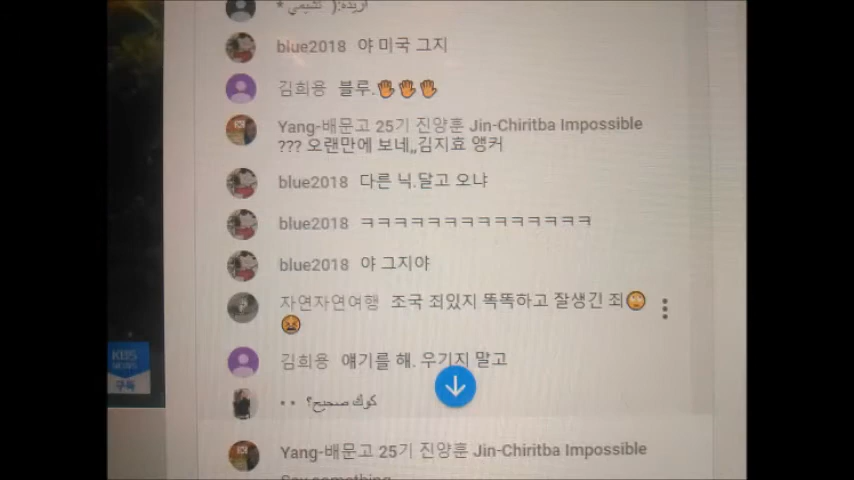 blue2018 야 미국 그지
김희용 블루.🖐🖐🖐
Yang-배문고 25기 진양훈 Jin-Chiritba Impossible
??? 오랜만에 보네,,김지효 앵커
blue2018 다른 닉.달고 오냐
blue2018 ㅋㅋㅋㅋㅋㅋㅋㅋㅋㅋㅋㅋㅋㅋ
blue2018 야 그지야
자연자연여행 조국 죄있지 똑똑하고 잘생긴 죄🙄
😫
김희용 얘기를 해. 우기지 말고
KBS
NEWS
구독
كوك صحيح؟
Yang-배문고 25기 진양훈 Jin-Chiritba Impossible
Say something